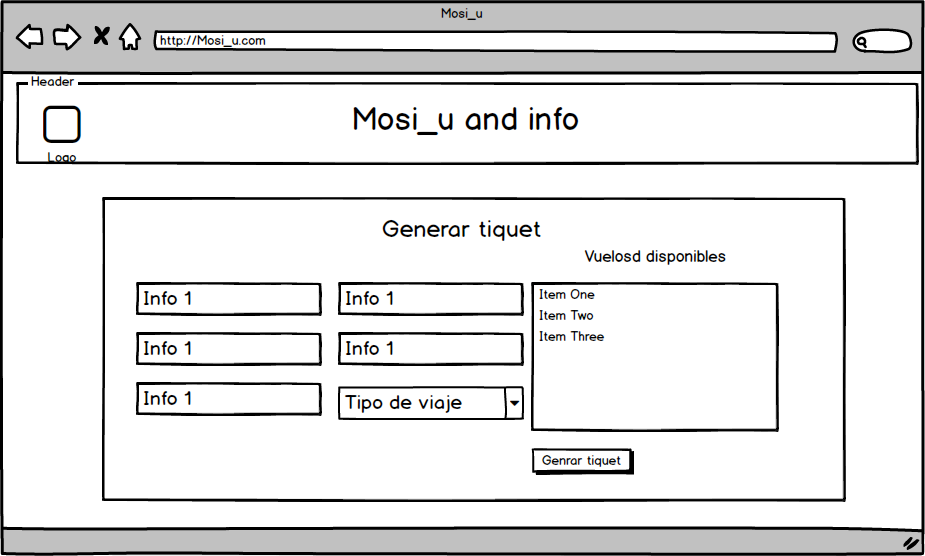 Mosi_u
http://Mosi_u.com
Header
Mosi_u and info
Logo
Generar tiquet
Vuelosd disponibles
Info 1
Info 1
Item One
Item Two
Item Three
Info 1
Info 1
Info 1
Tipo de viaje
Genrar tiquet